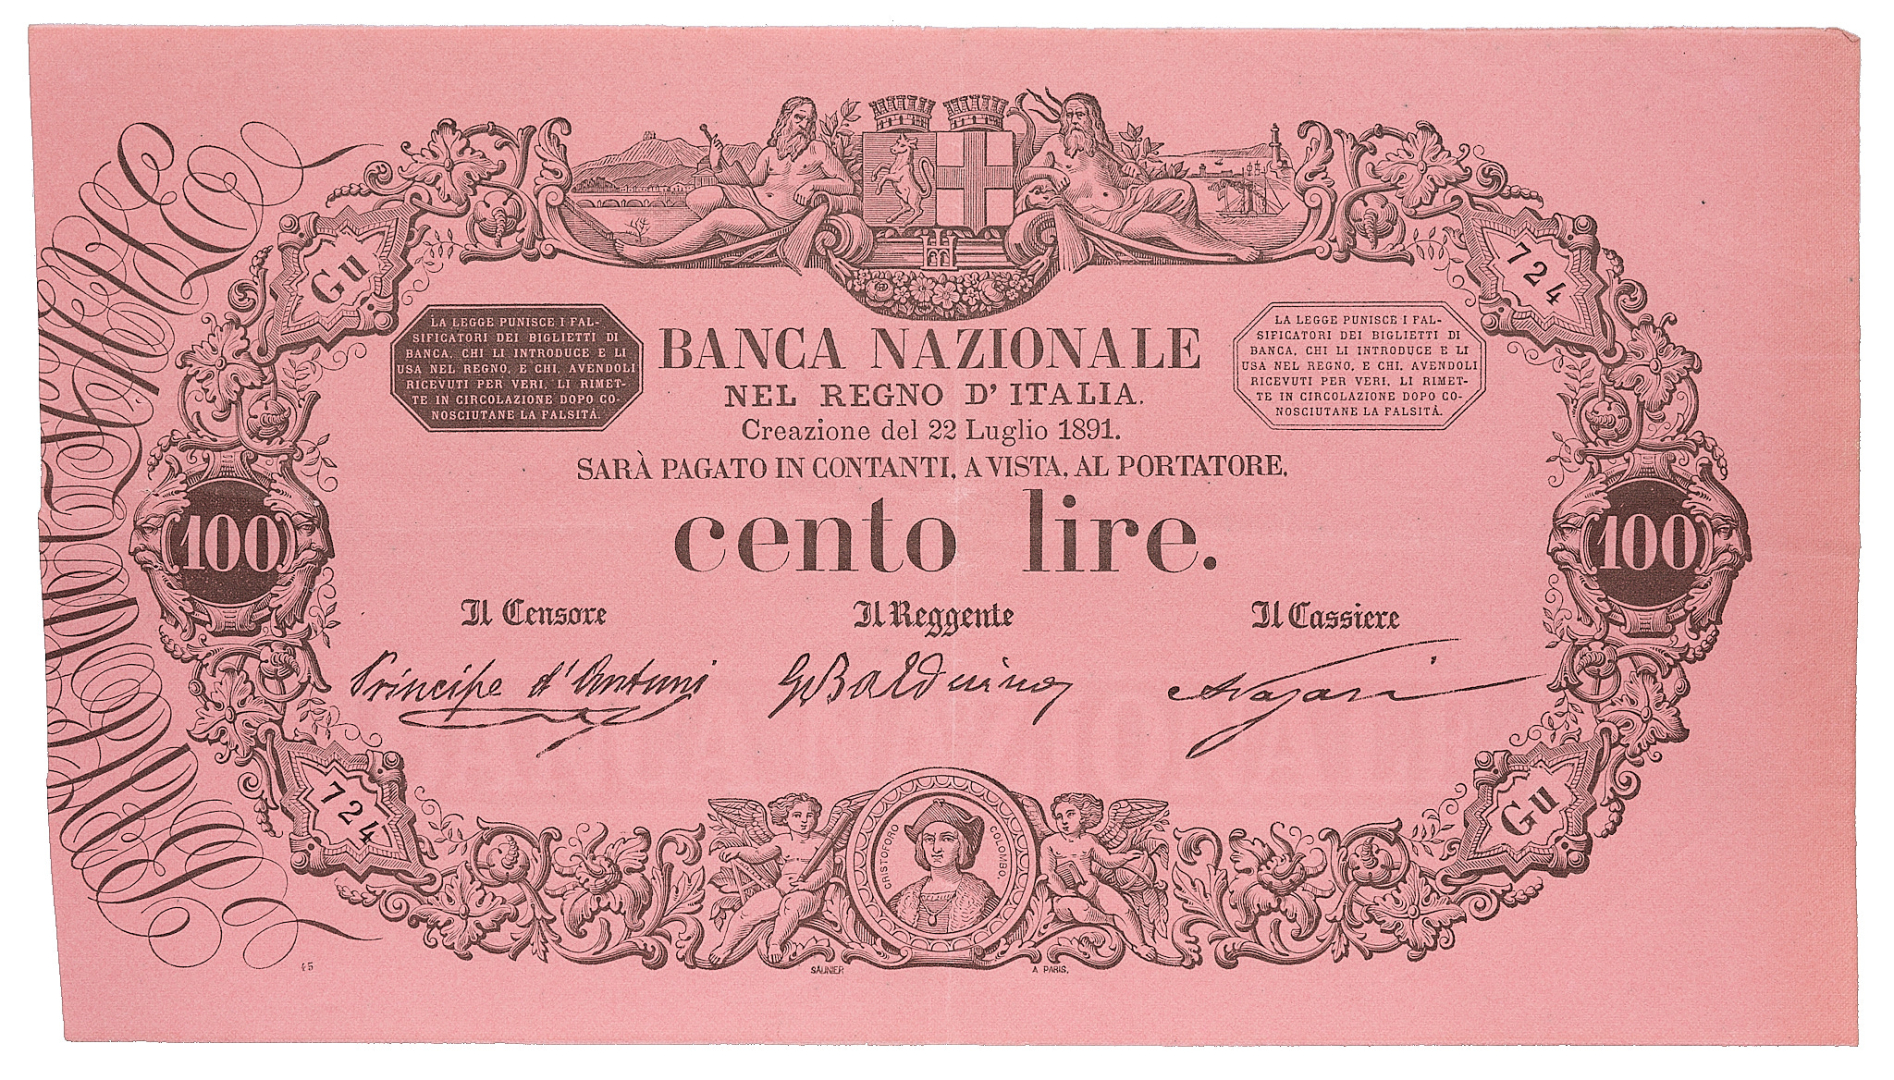 Gu
724
LA LEGGE PUNISCE I FAL-
SIFICATORI DEI BIGLIETTI DI
BANCA, CHI LI INTRODUCE E LI
USA NEL REGNO, E CHI, AVENDOLI
RICEVUTI PER VERI, LI RIMET-
TE IN CIRCOLAZIONE DOPO CO-
NOSCIUTANE LA FALSITÀ.
BANCA NAZIONALE
NEL REGNO D'ITALIA.
Creazione del 22 Luglio 1891.
LA LEGGE PUNISCE I FAL-
SIFICATORI DEI BIGLIETTI DI
BANCA, CHI LI INTRODUCE E LI
USA NEL REGNO, E CHI, AVENDOLI
RICEVUTI PER VERI, LI RIMET-
TE IN CIRCOLAZIONE DOPO CO-
NOSCIUTANE LA FALSITÀ.
SARÀ PAGATO IN CONTANTI, A VISTA, AL PORTATORE,
100
cento lire.
100
Il Censore
Il Reggente
Il Cassiere
Principe d'Antuni
G Balduino
724
Gu
CRISTOFORO COLOMBO
45
SAUNIER
A PARIS.